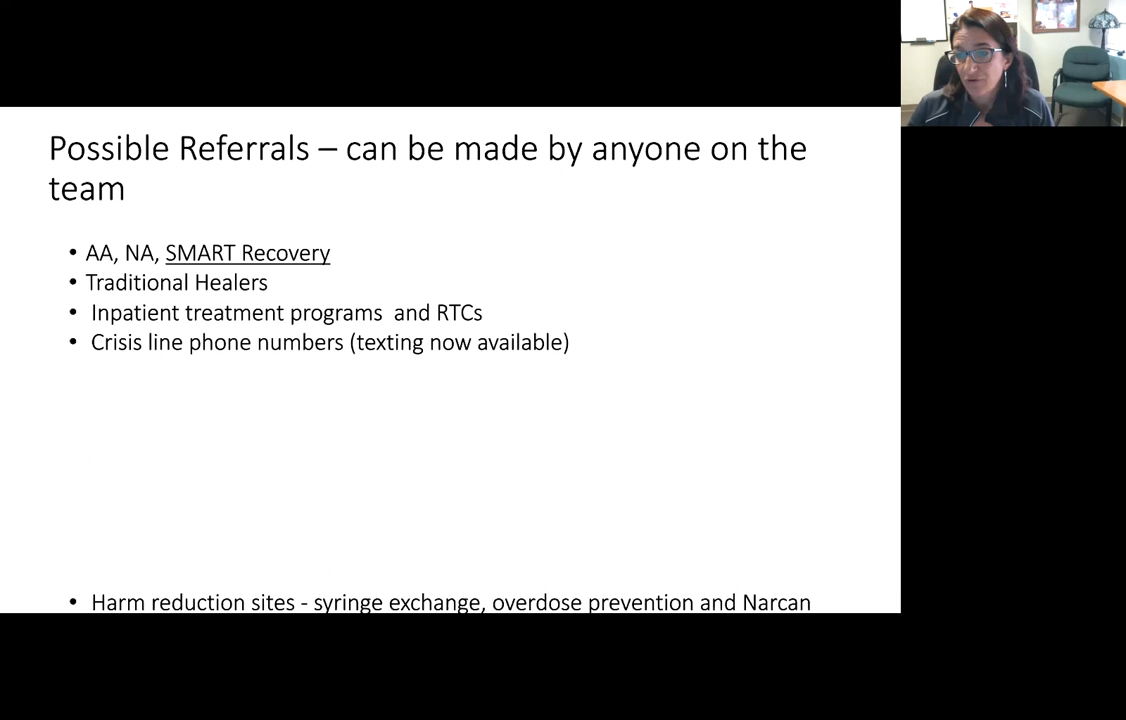 Possible Referrals – can be made by anyone on the
team
• AA, NA, SMART Recovery
• Traditional Healers
• Inpatient treatment programs  and RTCs
• Crisis line phone numbers (texting now available)
• Harm reduction sites - syringe exchange, overdose prevention and Narcan